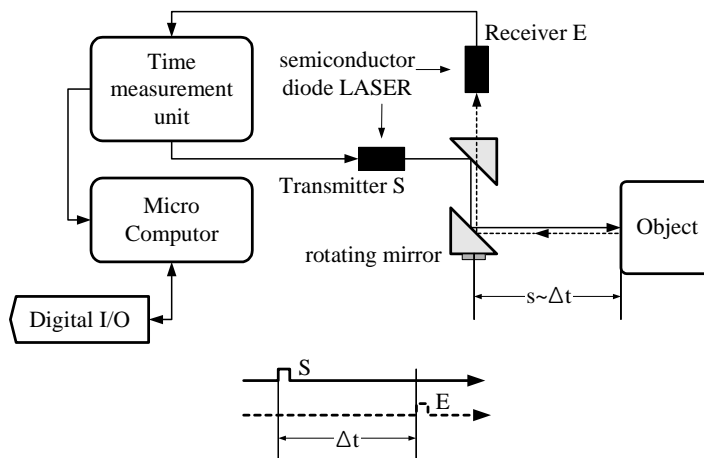 Receiver E
Time
measurement
unit
semiconductor
diode LASER
Transmitter S
Micro
Computor
Object
rotating mirror
s~Δt
Digital I/O
S
E
Δt